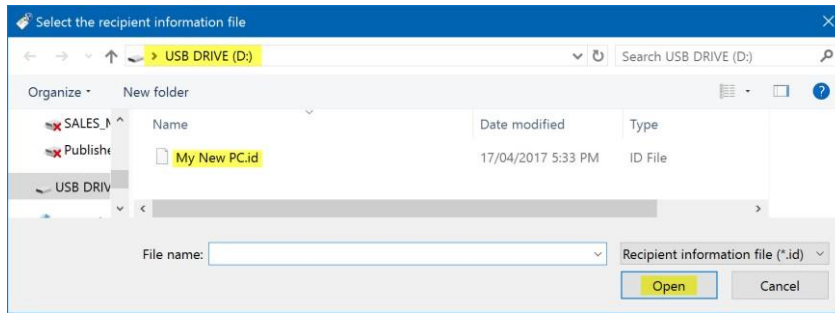 Select the recipient information file
USB DRIVE (D:)
Search USB DRIVE (D:)
Organize
New folder
Name
Date modified
Type
SALES_
Publishe
My New PC.id
17/04/2017 5:33 PM
ID File
USB DRIV
File name:
Recipient information file (*.id)
Open
Cancel